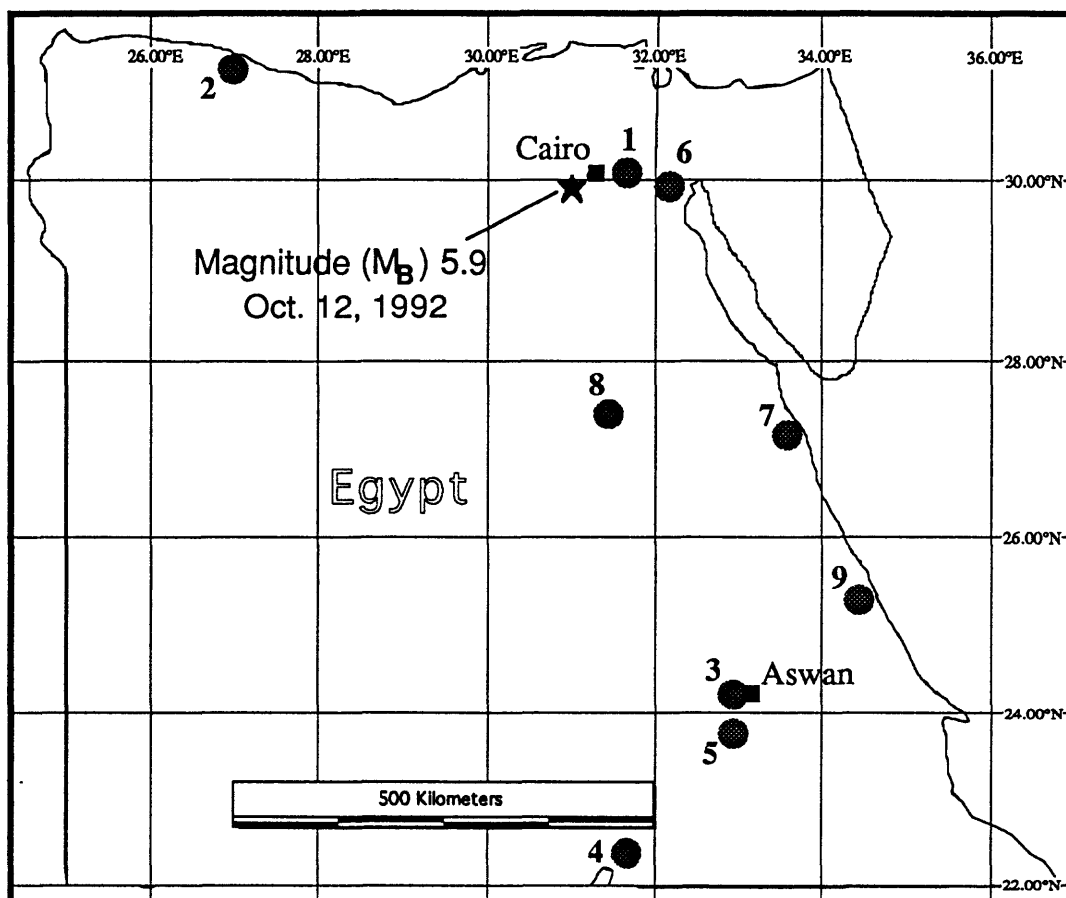 26.00°E 28.00°E 30.00°E 32.00°E 34.00°E 36.00°E
2
Cairo 1 6
30.00°N
Magnitude (MB) 5.9
Oct. 12, 1992
28.00°N
8
7
Egypt
26.00°N
9
3 Aswan
24.00°N
5
500 Kilometers
4
22.00°N